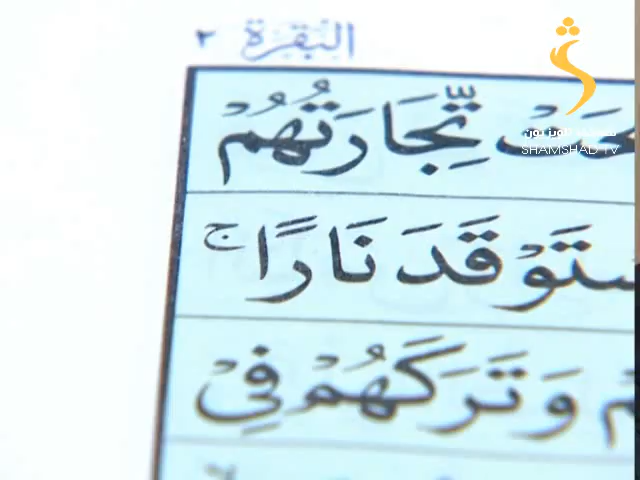 البقرة ٢
حَتْ تِّجَارَتُهُمْ
سْتَوْقَدَ نَارًا ج
مْ وَتَرَكَهُمْ فِي
SHAMSHAD TV